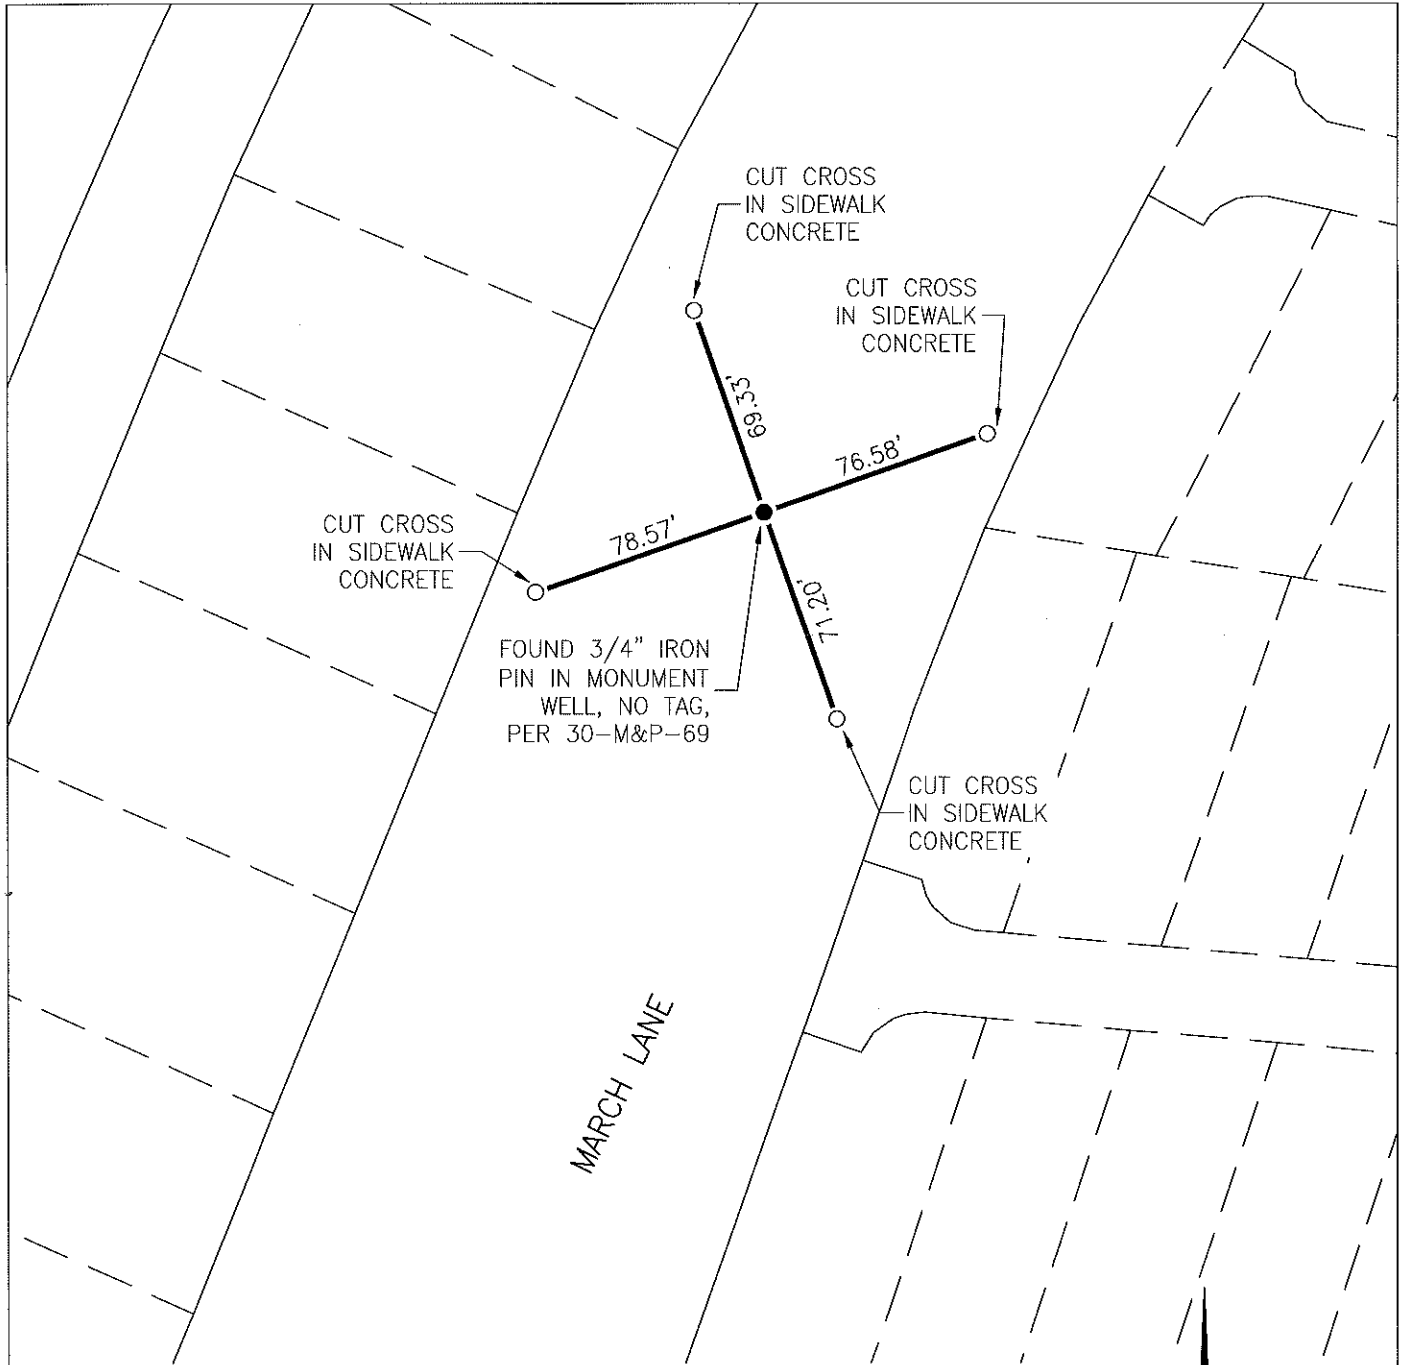 CUT CROSS
IN SIDEWALK
CONCRETE
CUT CROSS
IN SIDEWALK
CONCRETE
69.33'
76.58'
CUT CROSS
IN SIDEWALK
CONCRETE
78.57'
71.20'
FOUND 3/4" IRON
PIN IN MONUMENT
WELL, NO TAG,
PER 30-M&P-69
CUT CROSS
IN SIDEWALK
CONCRETE
MARCH LANE